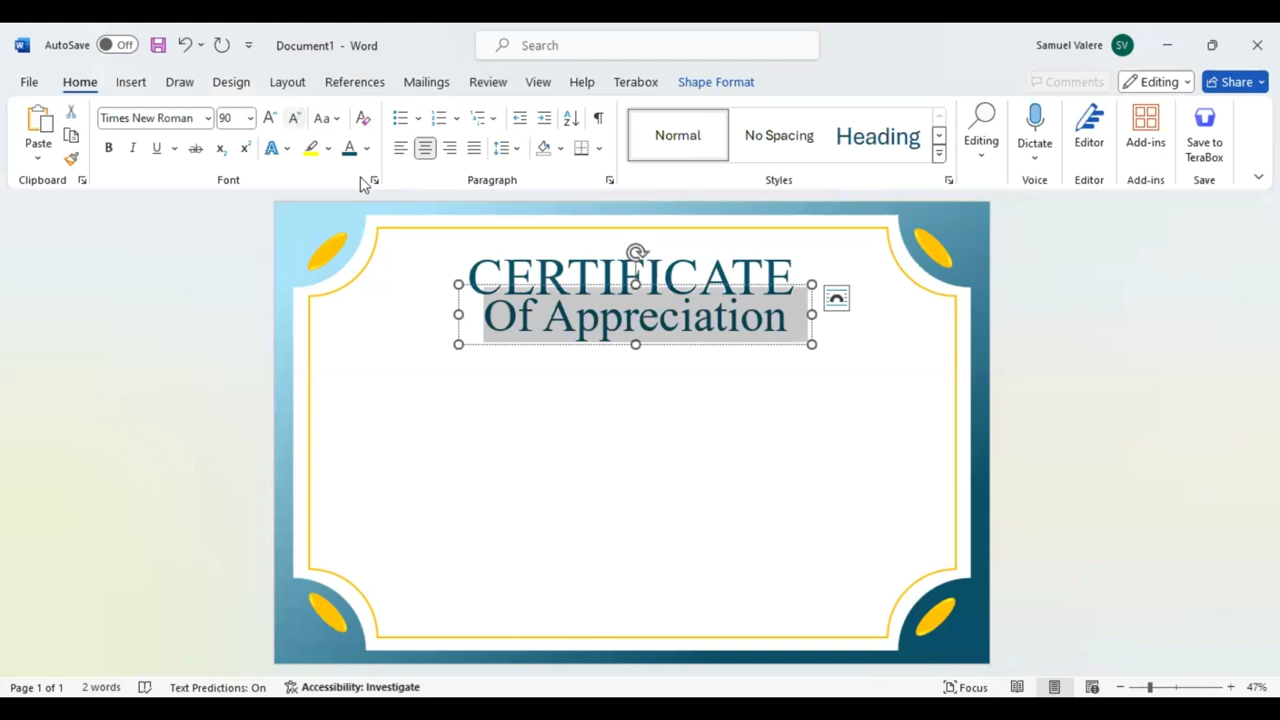 AutoSave Off Document1 - Word Search Samuel Valere SV
File Home Insert Draw Design Layout References Mailings Review View Help Terabox Shape Format Comments Editing Share
Paste Times New Roman 90 Aa Normal No Spacing Heading Editing Dictate Editor Add-ins Save to TeraBox
Clipboard Font Paragraph Styles Voice Editor Add-ins Save
CERTIFICATE
Of Appreciation
Page 1 of 1 2 words Text Predictions: On Accessibility: Investigate Focus 47%